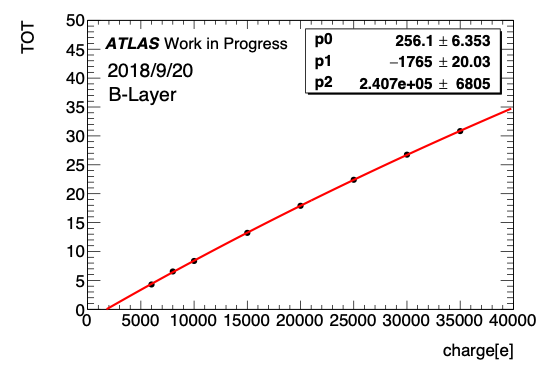 TOT
50
45
40
35
30
25
20
15
10
5
0
ATLAS Work in Progress
2018/9/20
B-Layer
p0 256.1 ± 6.353
p1 −1765 ± 20.03
p2 2.407e+05 ± 6805
0 5000 10000 15000 20000 25000 30000 35000 40000
charge[e]